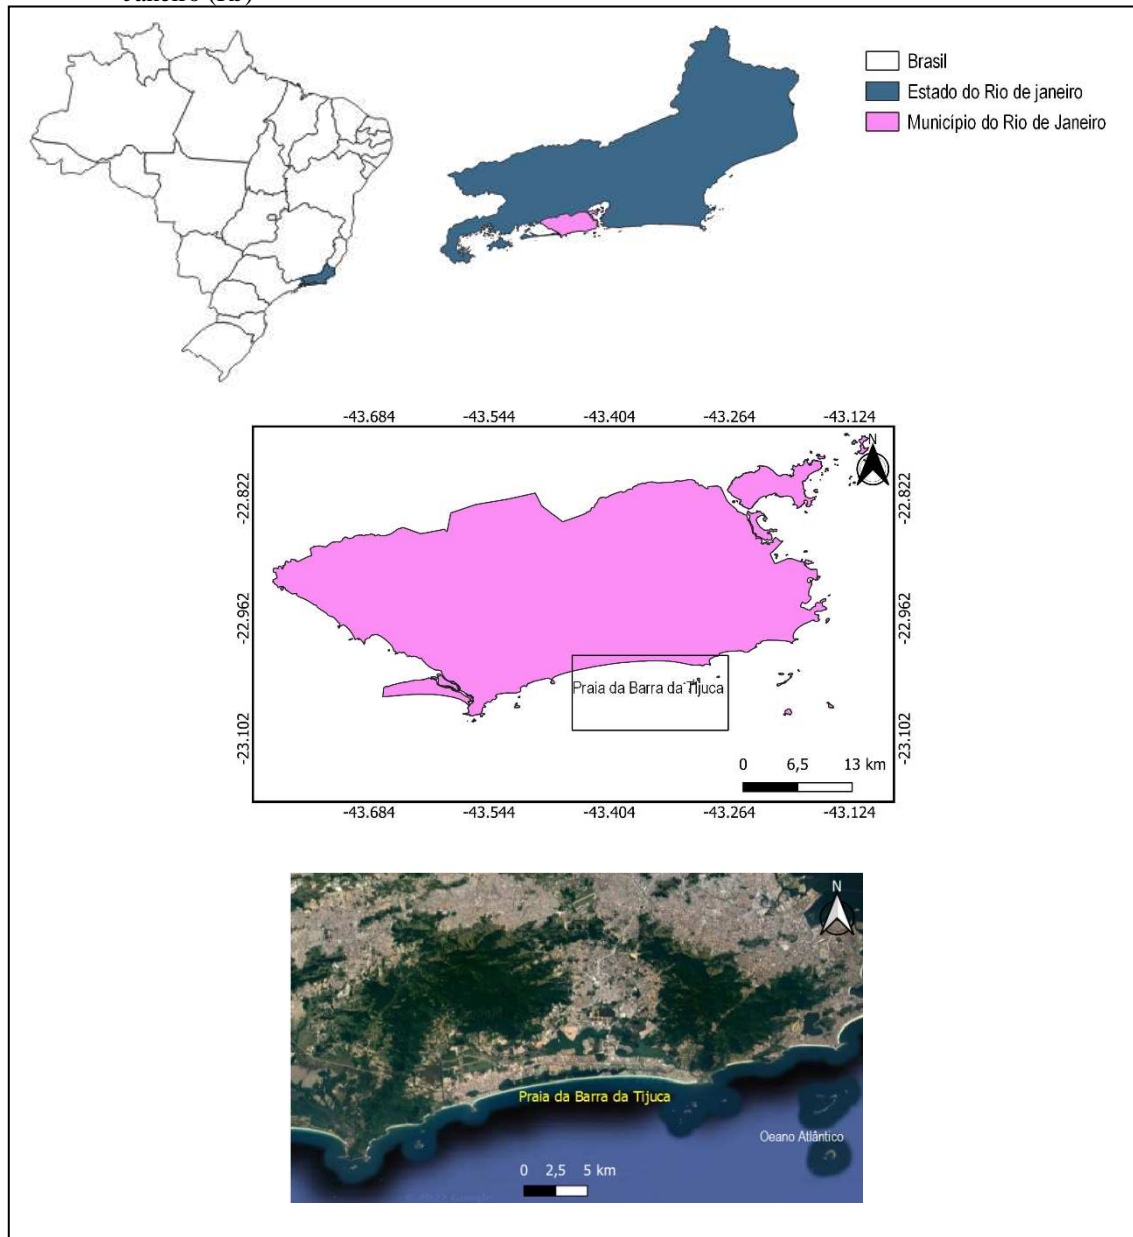 Brasil
Estado do Rio de janeiro
Município do Rio de Janeiro
-43.684 -43.544 -43.404 -43.264 -43.124
N
-22.822 -22.822
-22.962 -22.962
Praia da Barra da Tijuca
-23.102 -23.102
0 6,5 13 km
-43.684 -43.544 -43.404 -43.264 -43.124
N
Praia da Barra da Tijuca
Oeano Atlântico
0 2,5 5 km